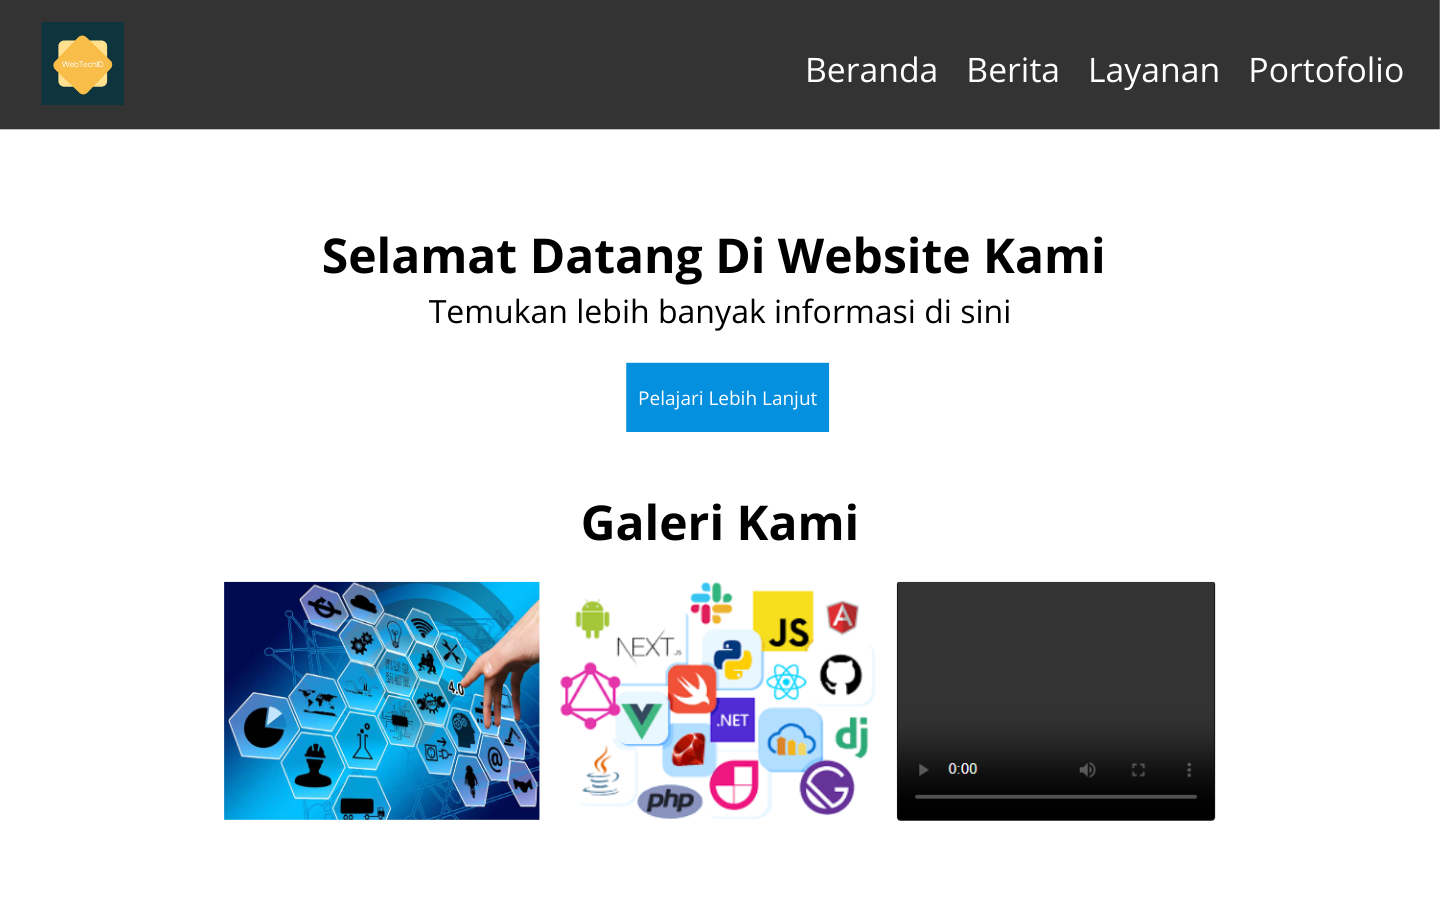 WebTechID
Beranda Berita Layanan Portofolio
Selamat Datang Di Website Kami
Temukan lebih banyak informasi di sini
Pelajari Lebih Lanjut
Galeri Kami
4.0
@
NEXT.JS
JS
.NET
dj
php
0:00